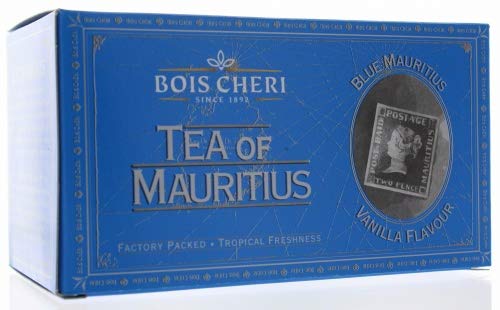 BOIS CHERI
SINCE 1892
TEA OF
MAURITIUS
FACTORY PACKED • TROPICAL FRESHNESS
BLUE MAURITIUS
POSTAGE
POST PAID
MAURITIUS
TWO PENCE
VANILLA FLAVOUR